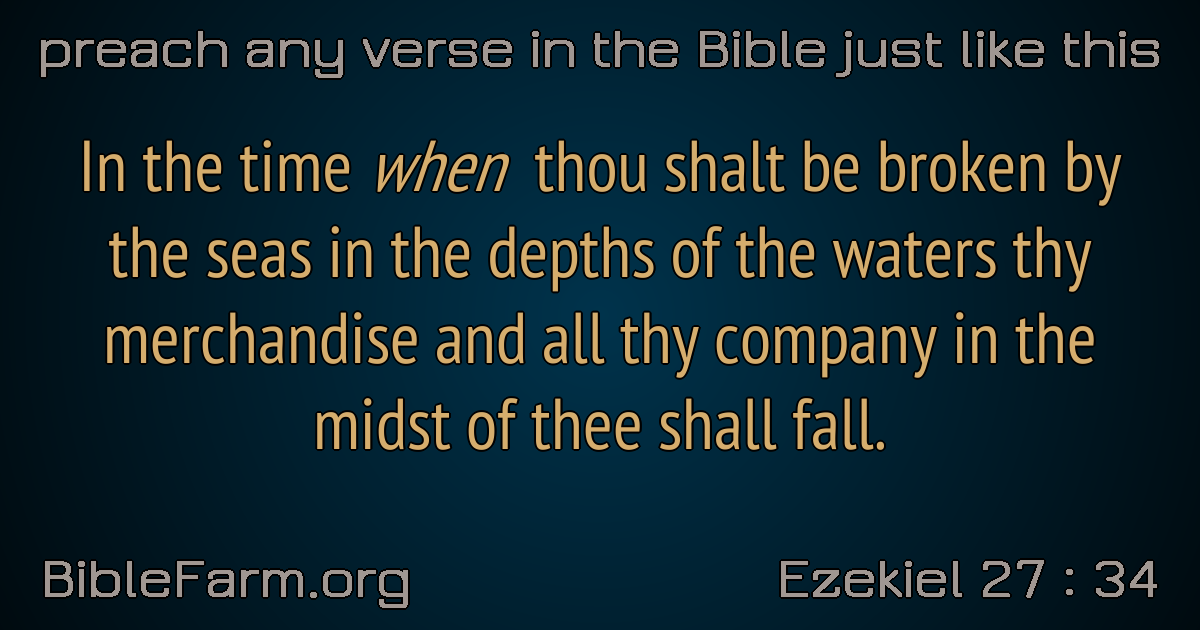 preach any verse in the Bible just like this
In the time when thou shalt be broken by
the seas in the depths of the waters thy
merchandise and all thy company in the
midst of thee shall fall.
BibleFarm.org
Ezekiel 27 : 34